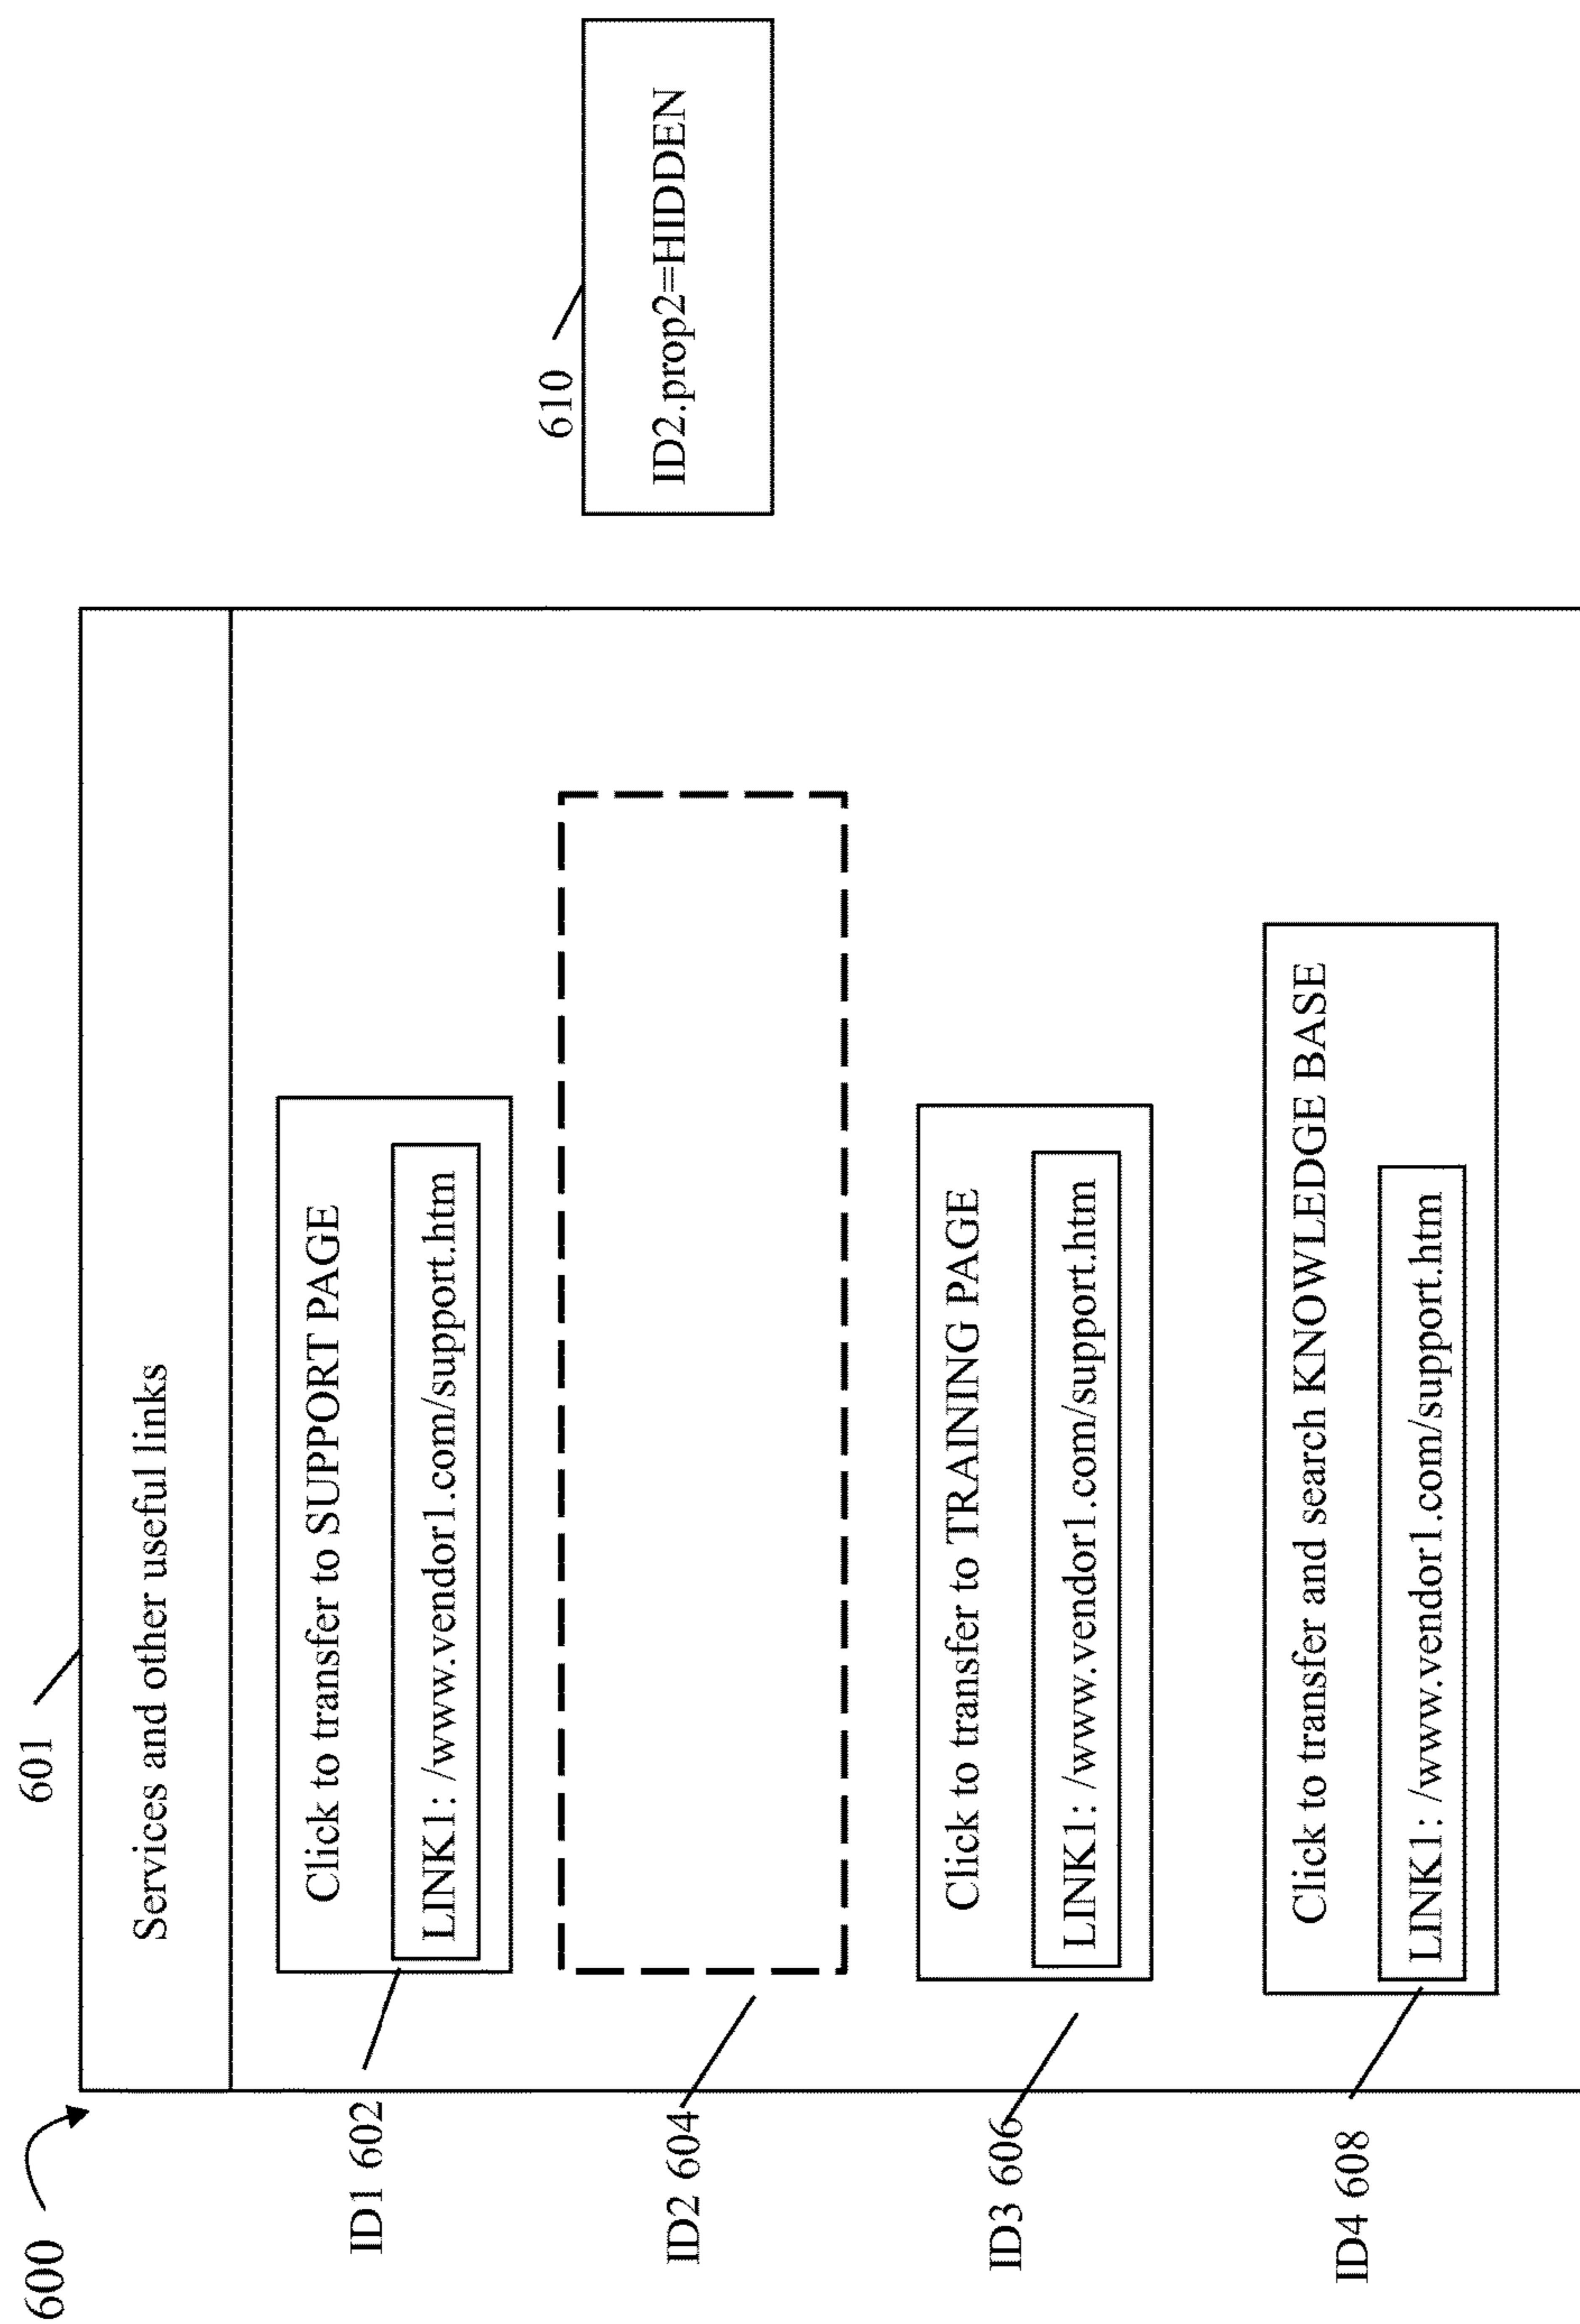 600
601
Services and other useful links
ID1 602
Click to transfer to SUPPORT PAGE
LINK1: /www.vendor1.com/support.htm
610
ID2.prop2=HIDDEN
ID2 604
ID3 606
Click to transfer to TRAINING PAGE
LINK1: /www.vendor1.com/support.htm
ID4 608
Click to transfer and search KNOWLEDGE BASE
LINK1: /www.vendor1.com/support.htm